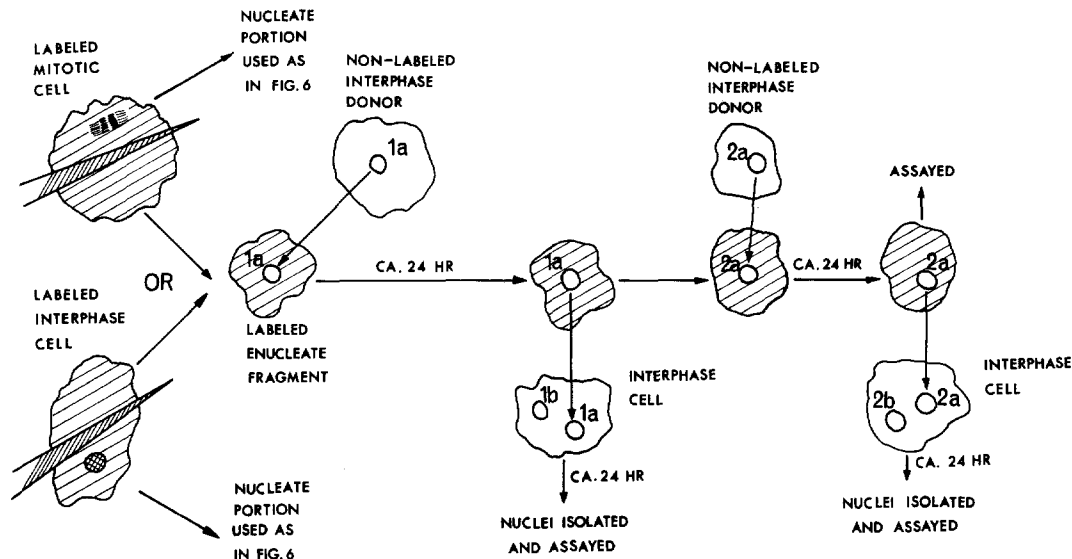 LABELED
MITOTIC
CELL
NUCLEATE
PORTION
USED AS
IN FIG. 6
NON-LABELED
INTERPHASE
DONOR
1a
NON-LABELED
INTERPHASE
DONOR
2a
ASSAYED
OR
1a
CA. 24 HR
1a
2a
CA. 24 HR
2a
LABELED
INTERPHASE
CELL
LABELED
ENUCLEATE
FRAGMENT
INTERPHASE
CELL
1b
1a
INTERPHASE
CELL
2b
2a
CA. 24 HR
CA. 24 HR
NUCLEATE
PORTION
USED AS
IN FIG. 6
NUCLEI ISOLATED
AND ASSAYED
NUCLEI ISOLATED
AND ASSAYED